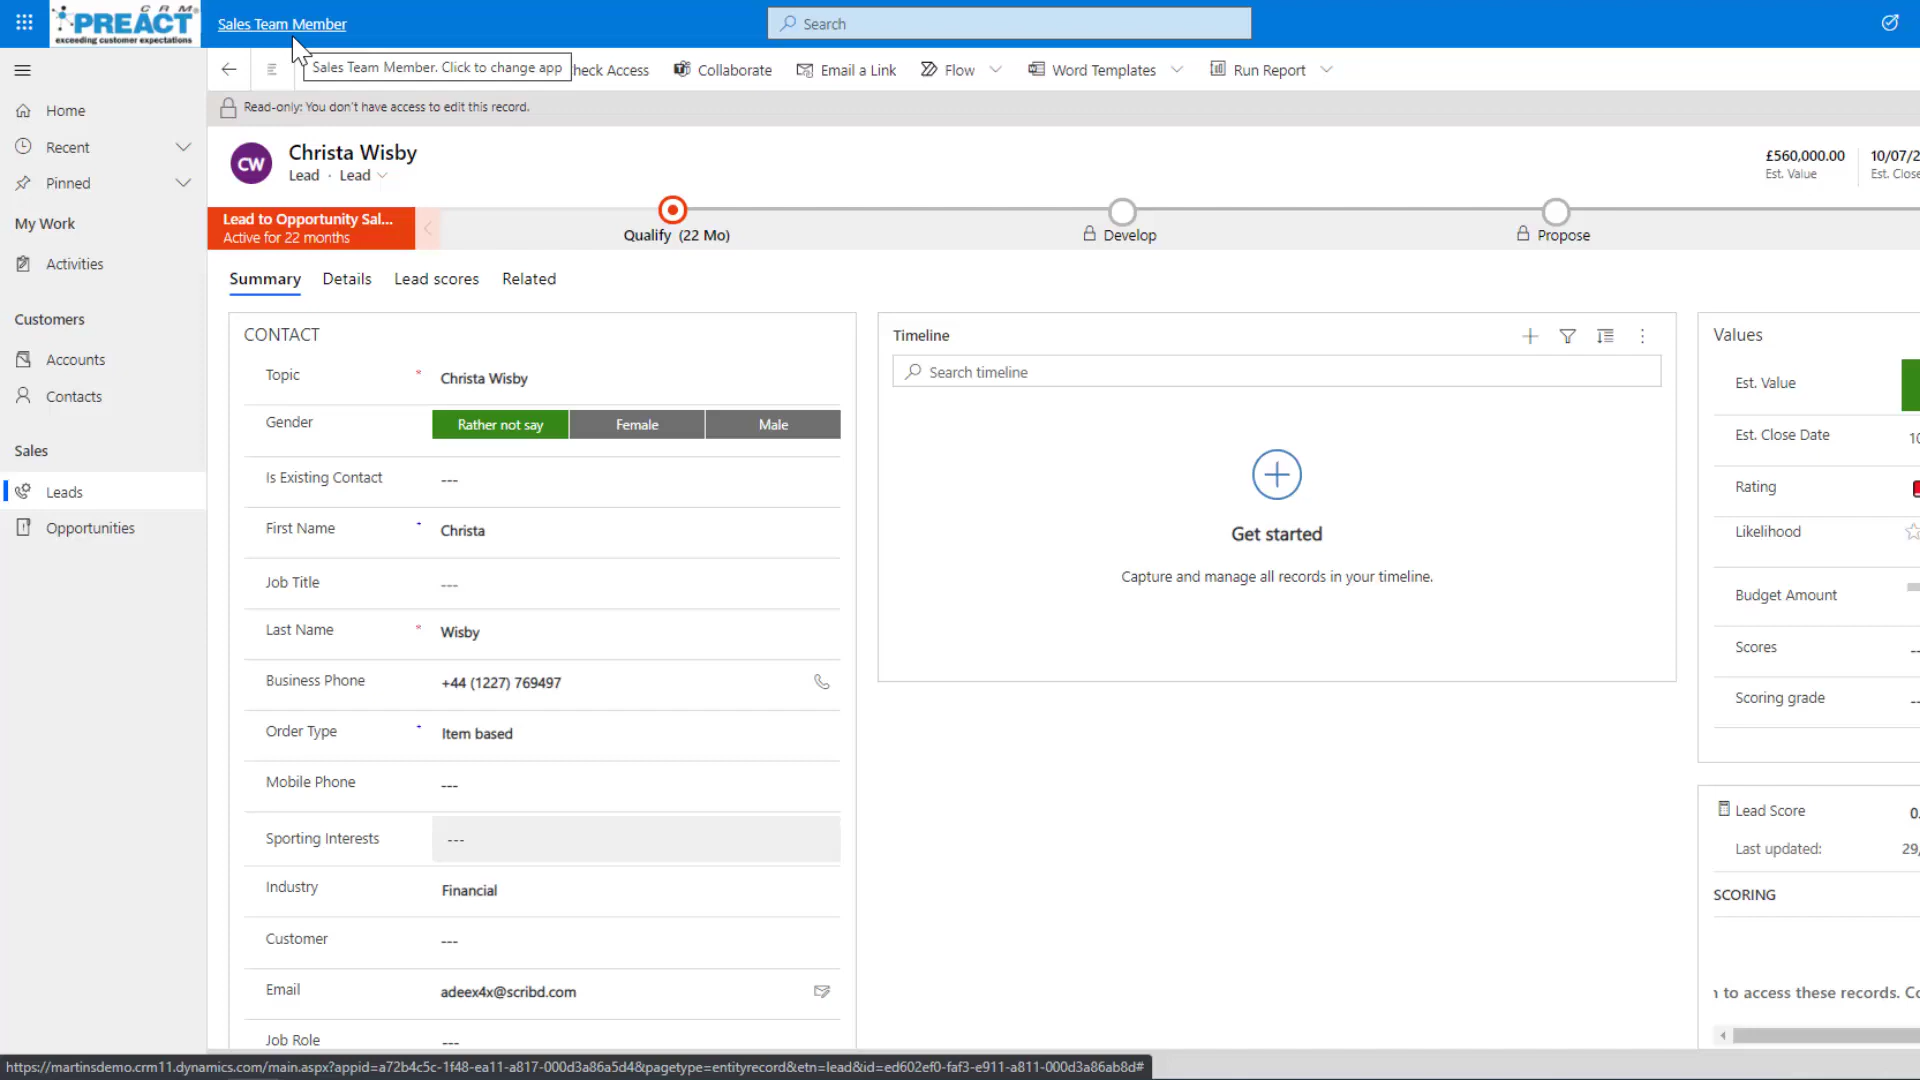 CRM
PREACT
exceeding customer expectations
Sales Team Member
Search
Sales Team Member. Click to change app
heck Access
Collaborate
Email a Link
Flow
Word Templates
Run Report
Read-only: You don't have access to edit this record.
Home
Recent
Pinned
My Work
Activities
Customers
Accounts
Contacts
Sales
Leads
Opportunities
CW
Christa Wisby
Lead · Lead
£560,000.00
Est. Value
10/07/2
Est. Close
Lead to Opportunity Sal...
Active for 22 months
Qualify (22 Mo)
Develop
Propose
Summary
Details
Lead scores
Related
CONTACT
Topic * Christa Wisby
Gender Rather not say Female Male
Is Existing Contact ---
First Name Christa
Job Title ---
Last Name * Wisby
Business Phone +44 (1227) 769497
Order Type Item based
Mobile Phone ---
Sporting Interests ---
Industry Financial
Customer ---
Email adeex4x@scribd.com
Job Role ---
Timeline
Search timeline
Get started
Capture and manage all records in your timeline.
Values
Est. Value
Est. Close Date 10
Rating
Likelihood
Budget Amount
Scores --
Scoring grade --
Lead Score 0.
Last updated: 29/
SCORING
to access these records. Co
https://martinsdemo.crm11.dynamics.com/main.aspx?appid=a72b4c5c-1f48-ea11-a817-000d3a86a5d4&pagetype=entityrecord&etn=lead&id=ed602ef0-faf3-e911-a811-000d3a86ab8d#